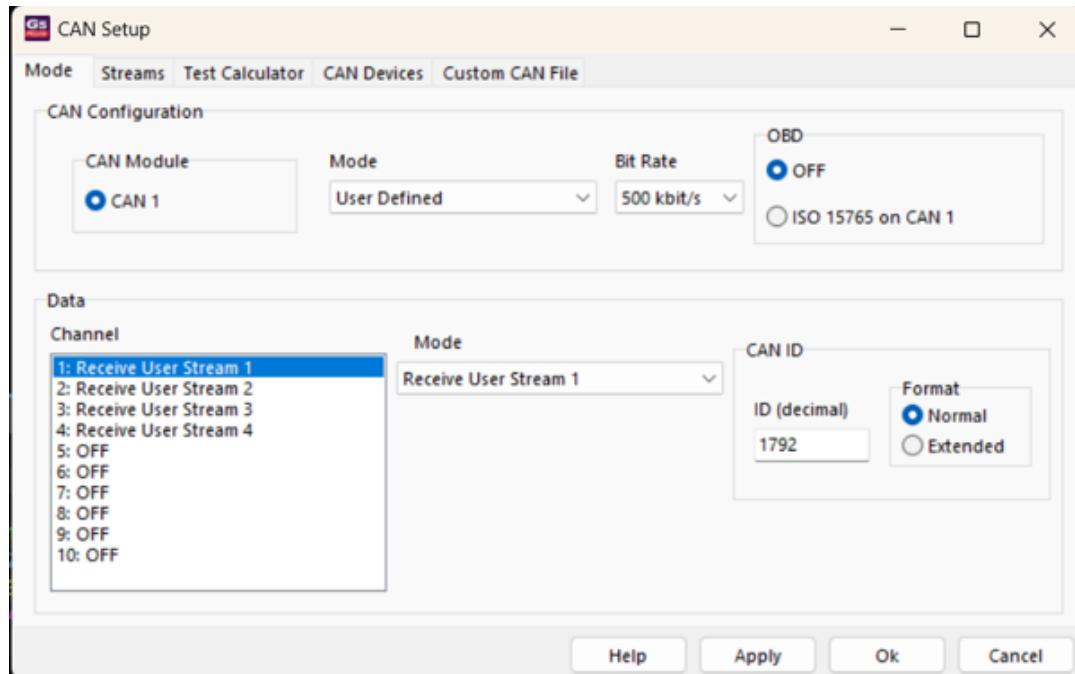 Gs
CAN Setup
Mode Streams Test Calculator CAN Devices Custom CAN File
CAN Configuration
CAN Module
CAN 1
Mode
User Defined
Bit Rate
500 kbit/s
OBD
OFF
ISO 15765 on CAN 1
Data
Channel
1: Receive User Stream 1
2: Receive User Stream 2
3: Receive User Stream 3
4: Receive User Stream 4
5: OFF
6: OFF
7: OFF
8: OFF
9: OFF
10: OFF
Mode
Receive User Stream 1
CAN ID
ID (decimal)
1792
Format
Normal
Extended
Help Apply Ok Cancel